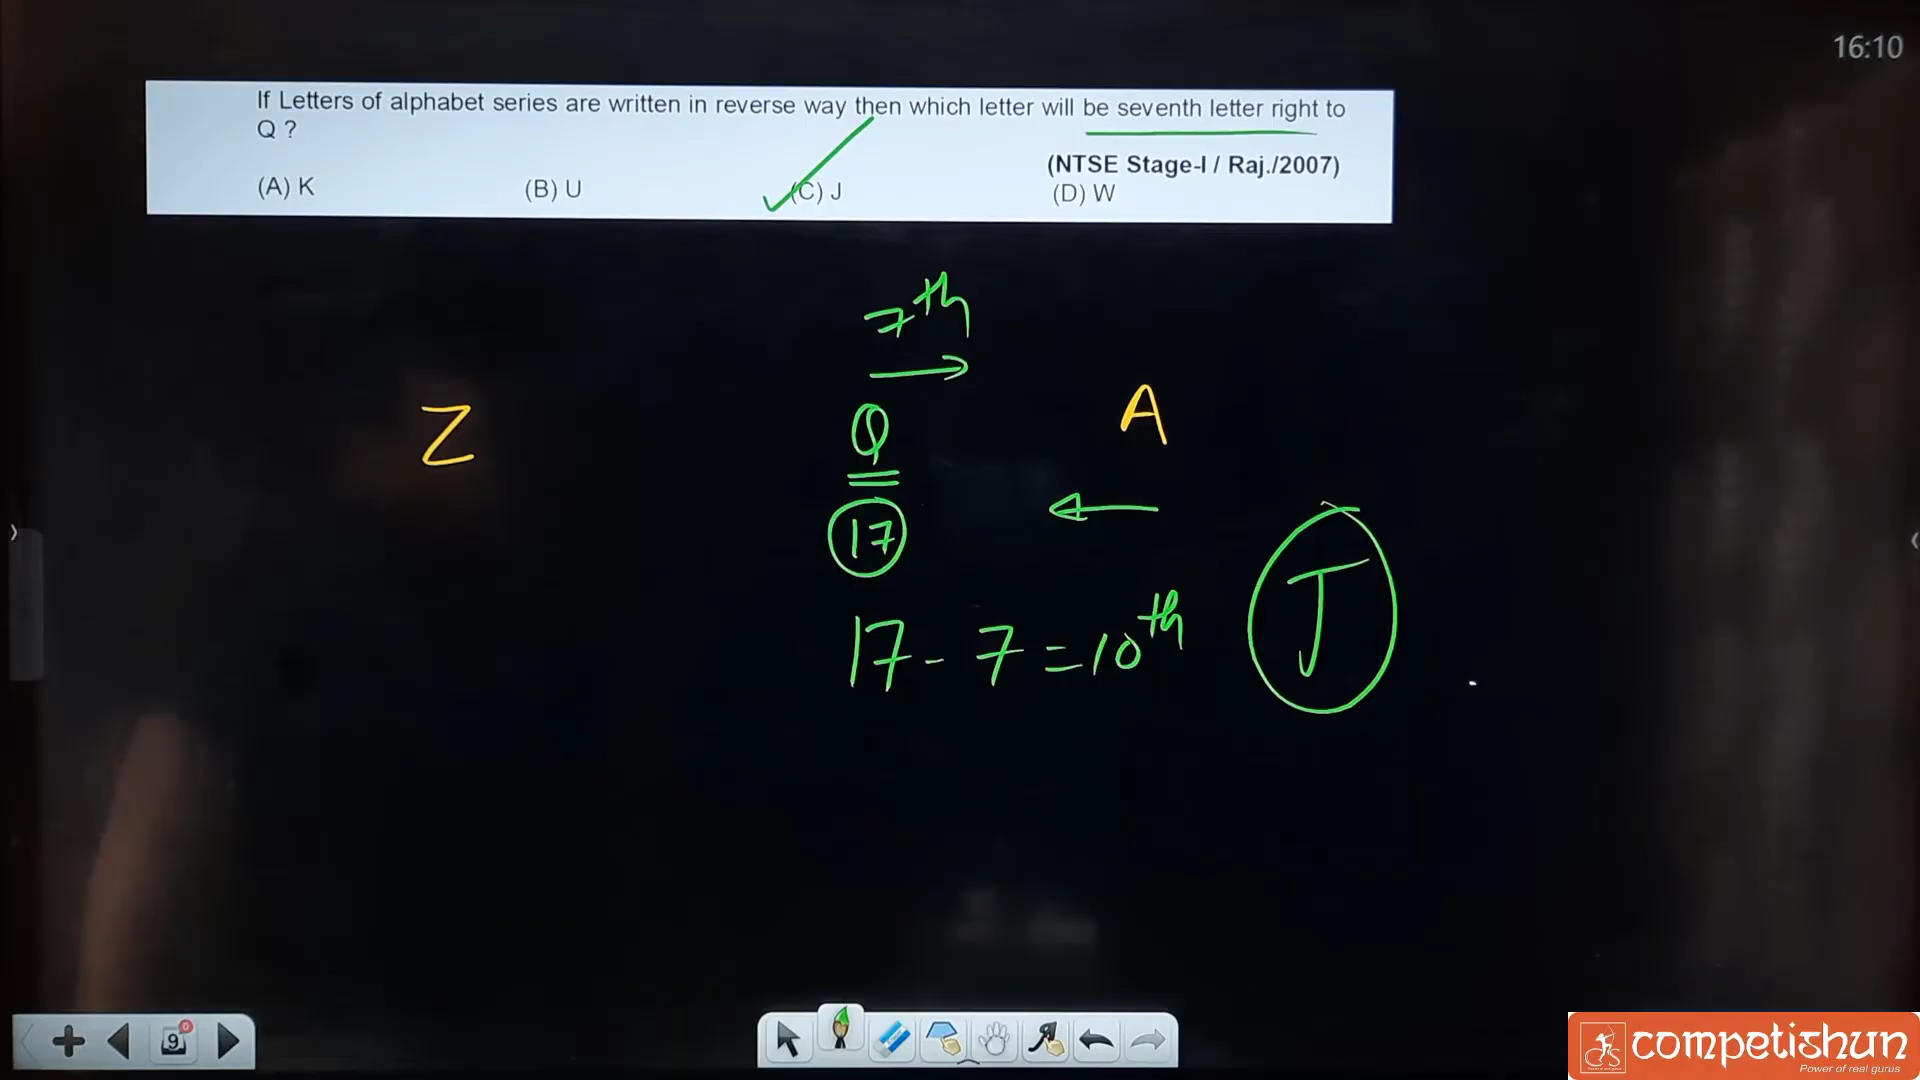 16:10
If Letters of alphabet series are written in reverse way then which letter will be seventh letter right to
Q ?
(NTSE Stage-I / Raj./2007)
(A) K (B) U (C) J (D) W
7th
Z Q A
17
17 - 7 = 10th J
9 0
competishun
Power of real gurus